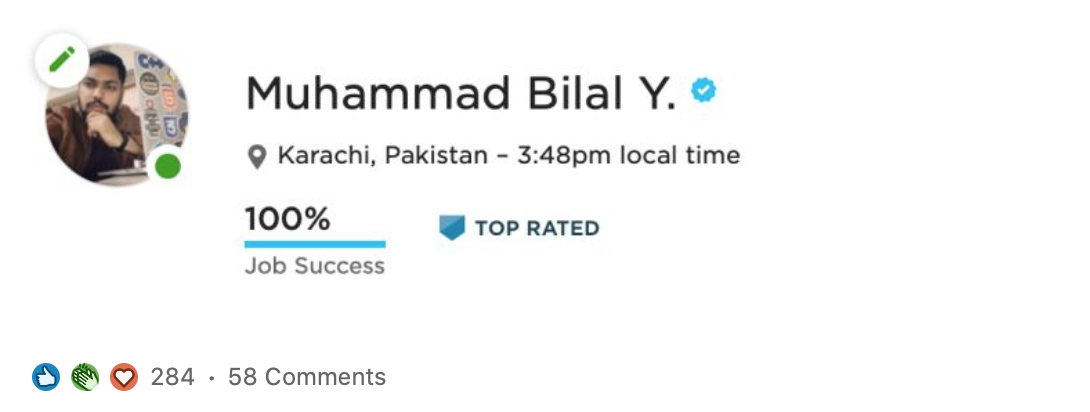 Muhammad Bilal Y.
Karachi, Pakistan – 3:48pm local time
100%
TOP RATED
Job Success
284 · 58 Comments